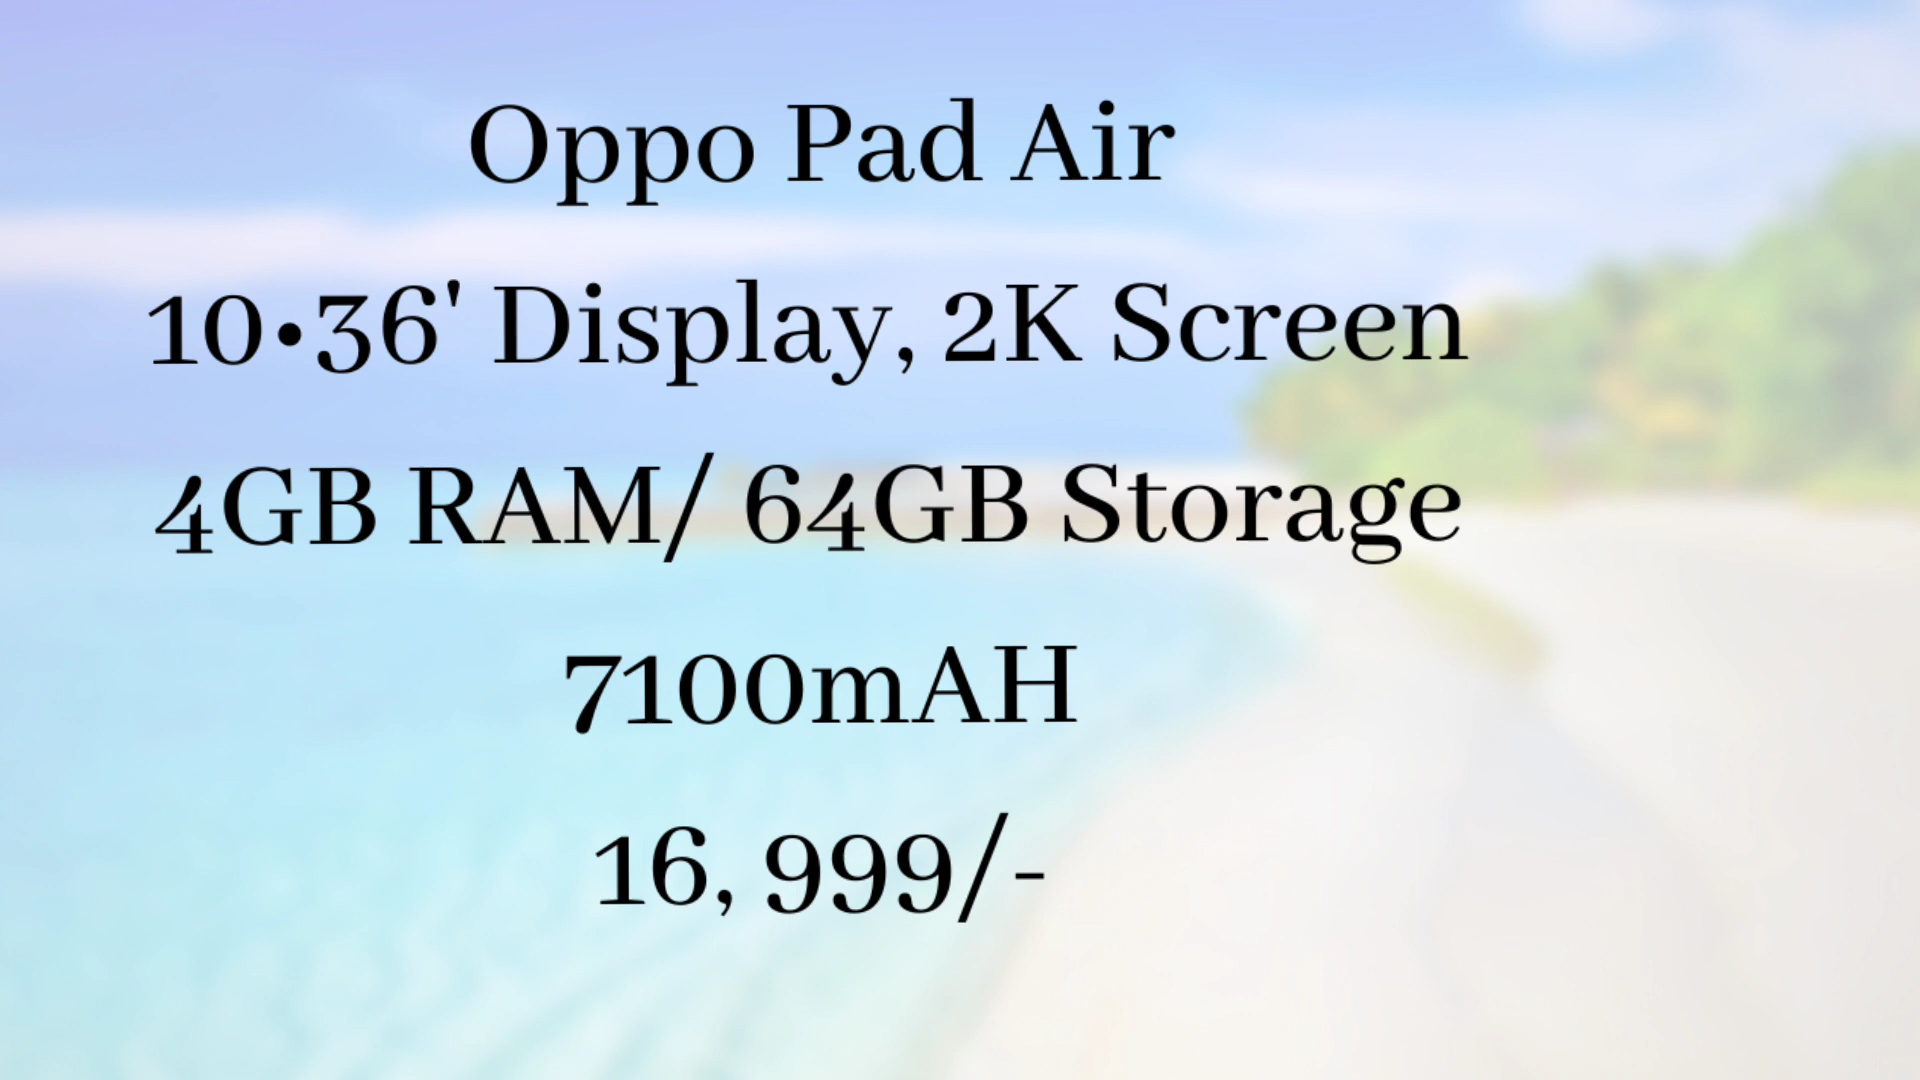 Oppo Pad Air
10•36' Display, 2K Screen
4GB RAM/ 64GB Storage
7100mAH
16, 999/-